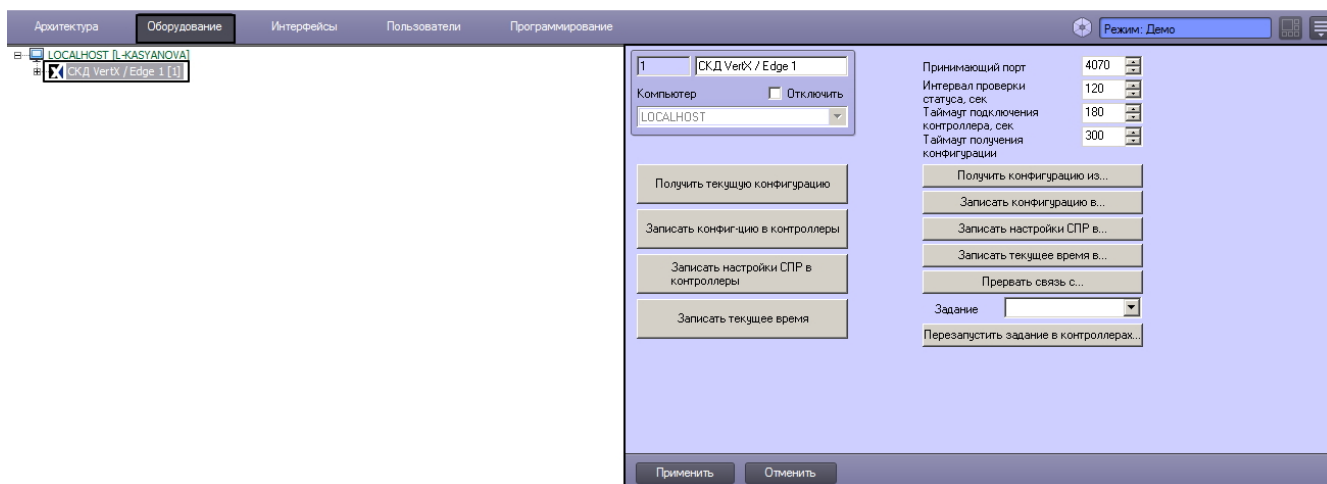 Архитектура
Оборудование
Интерфейсы
Пользователи
Программирование
Режим: Демо
LOCALHOST [L-KASYANOVA]
СКД VertX / Edge 1 [1]
1
СКД VertX / Edge 1
Компьютер
Отключить
LOCALHOST
Получить текущую конфигурацию
Записать конфиг-цию в контроллеры
Записать настройки СПР в
контроллеры
Записать текущее время
Принимающий порт
4070
Интервал проверки
статуса, сек
120
Таймаут подключения
контроллера, сек
180
Таймаут получения
конфигурации
300
Получить конфигурацию из...
Записать конфигурацию в...
Записать настройки СПР в...
Записать текущее время в...
Прервать связь с...
Задание
Перезапустить задание в контроллерах...
Применить
Отменить